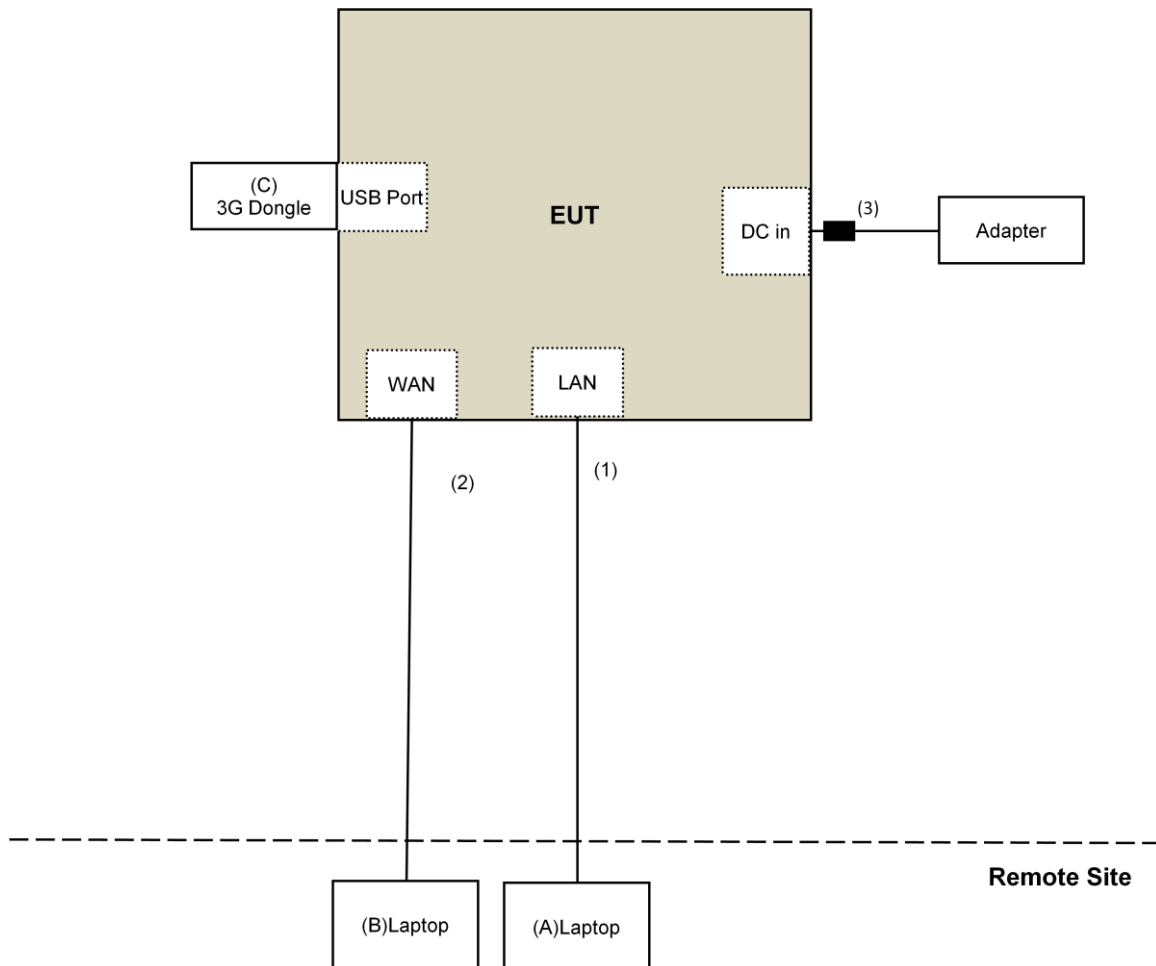 (C)
3G Dongle
USB Port
EUT
DC in
(3)
Adapter
WAN
LAN
(2)
(1)
Remote Site
(B)Laptop
(A)Laptop